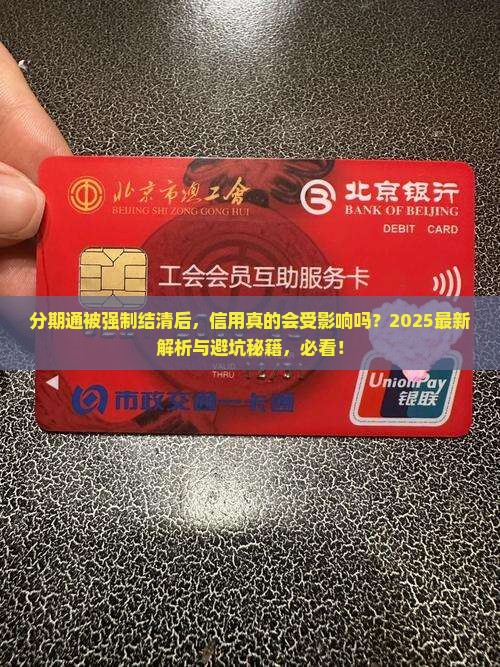 北京市总工会
BEIJING SHI ZONG GONG HUI
北京银行
BANK OF BEIJING
DEBIT CARD
工会会员互助服务卡
分期通被强制结清后，信用真的会受影响吗？2025最新
解析与避坑秘籍，必看！
THRU
市政交通一卡通
UnionPay
银联